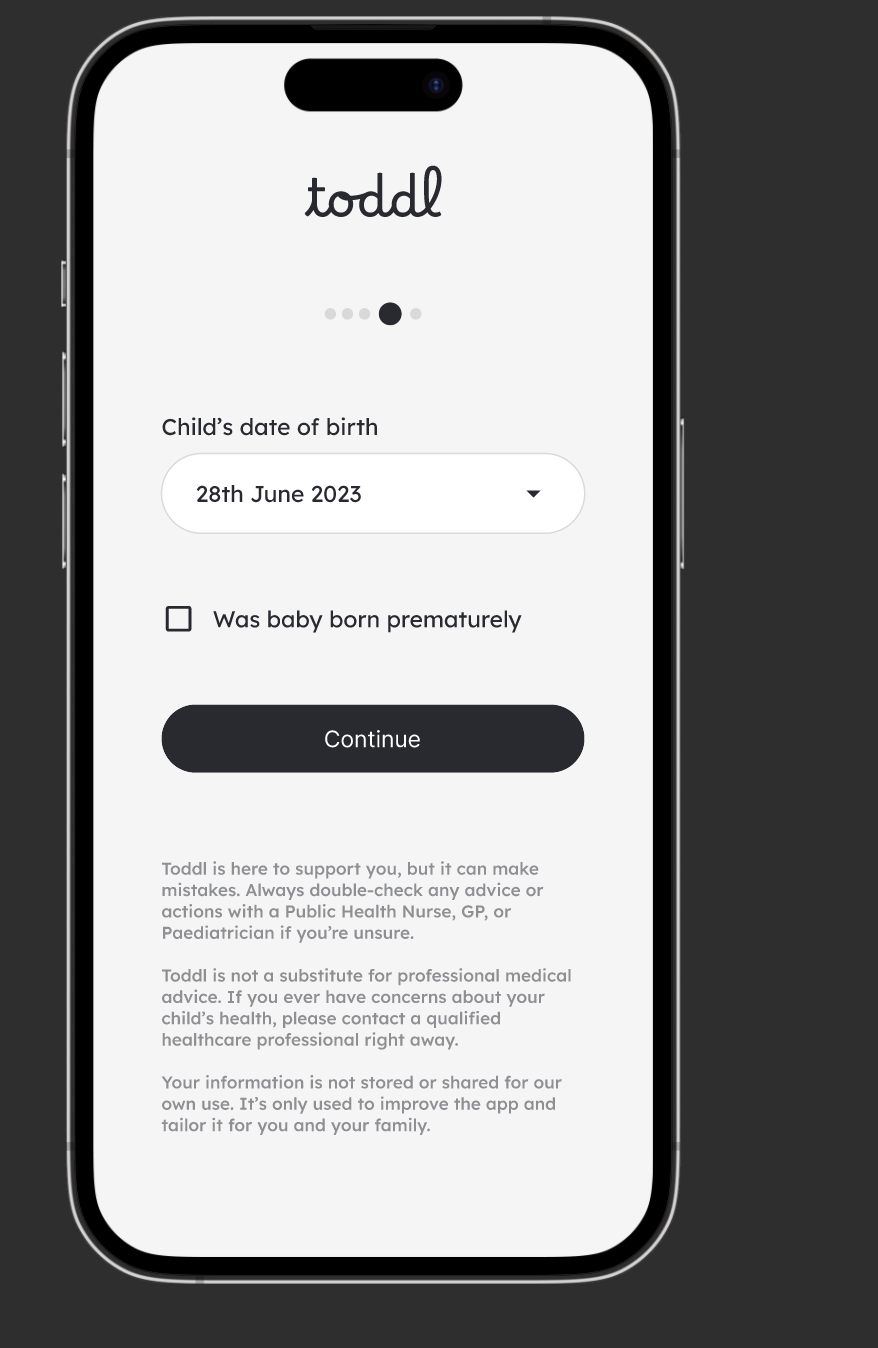 toddl
Child’s date of birth
28th June 2023
Was baby born prematurely
Continue
Toddl is here to support you, but it can make
mistakes. Always double-check any advice or
actions with a Public Health Nurse, GP, or
Paediatrician if you’re unsure.
Toddl is not a substitute for professional medical
advice. If you ever have concerns about your
child’s health, please contact a qualified
healthcare professional right away.
Your information is not stored or shared for our
own use. It’s only used to improve the app and
tailor it for you and your family.